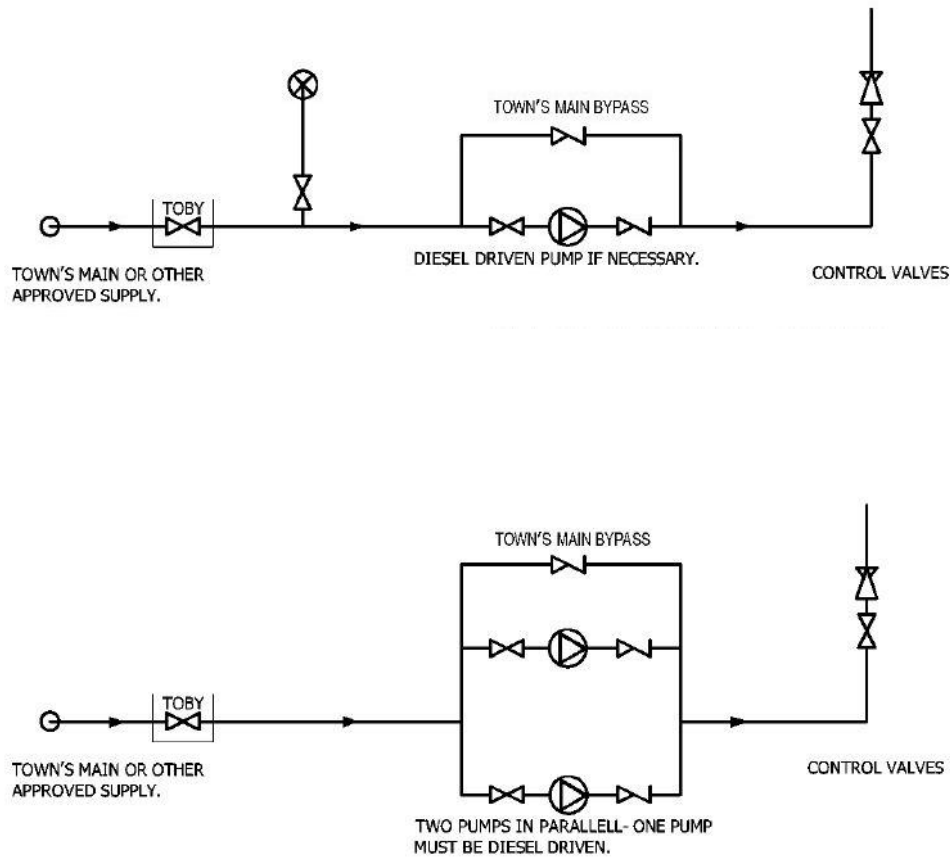 TOWN'S MAIN BYPASS
TOBY
DIESEL DRIVEN PUMP IF NECESSARY.
TOWN'S MAIN OR OTHER
APPROVED SUPPLY.
CONTROL VALVES
TOWN'S MAIN BYPASS
TOBY
TOWN'S MAIN OR OTHER
APPROVED SUPPLY.
CONTROL VALVES
TWO PUMPS IN PARALLELL- ONE PUMP
MUST BE DIESEL DRIVEN.